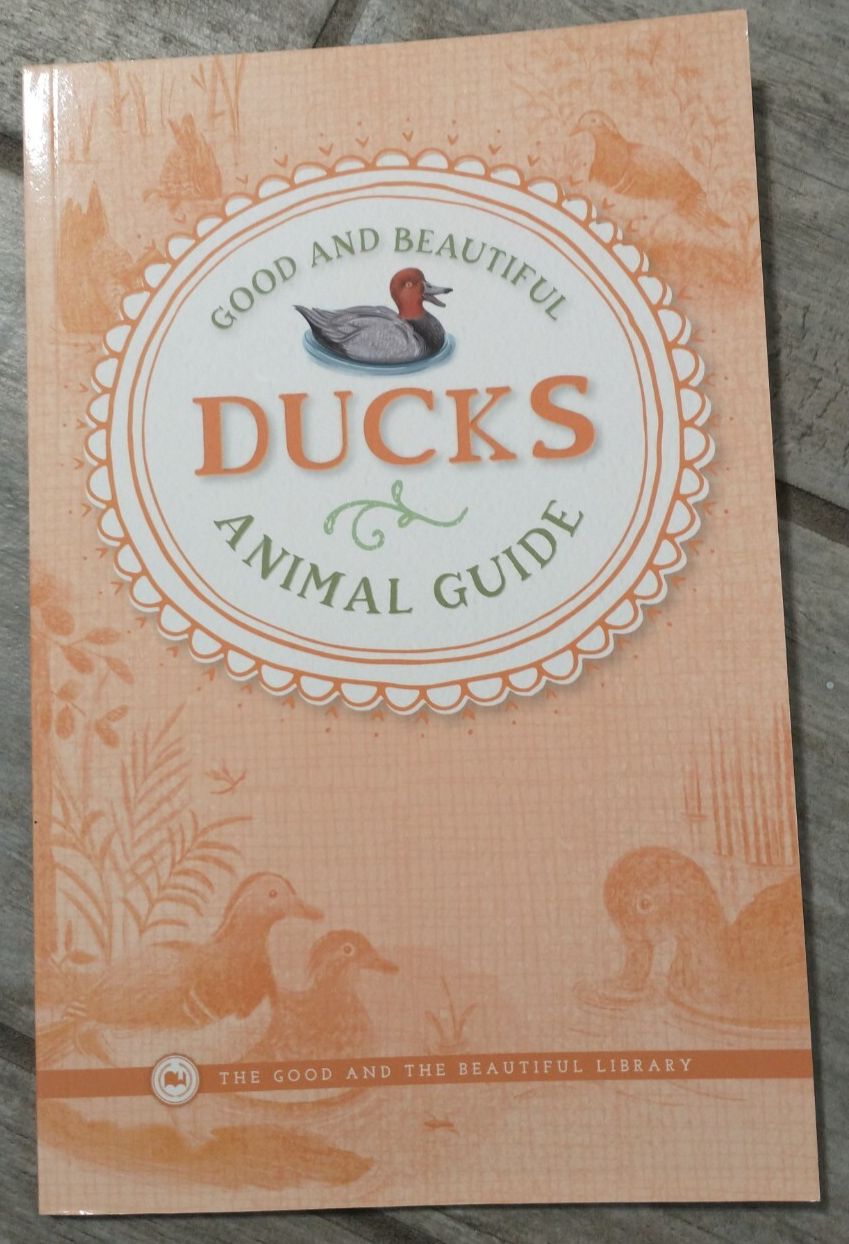 GOOD AND BEAUTIFUL
DUCKS
ANIMAL GUIDE
THE GOOD AND THE BEAUTIFUL LIBRARY